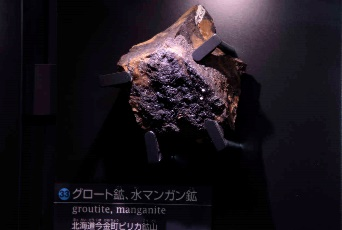 33 グロート鉱、水マンガン鉱
groutite, manganite
北海道今金町ピリカ鉱山